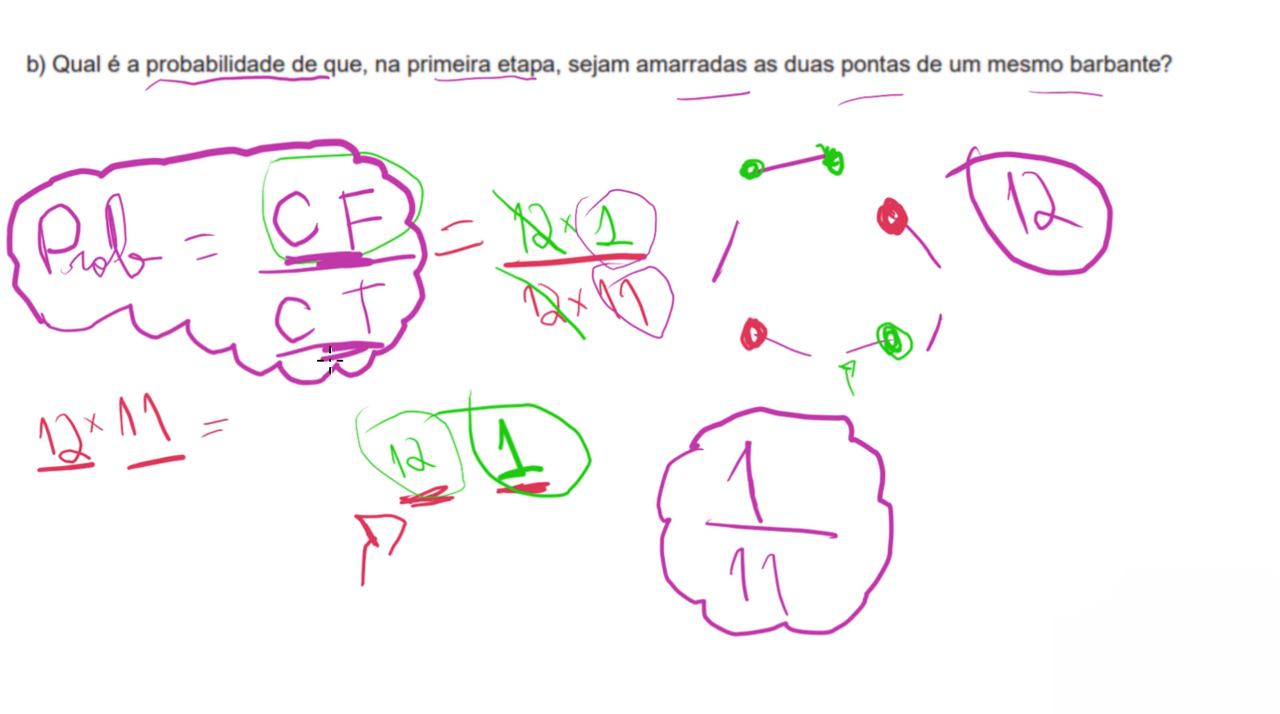 b) Qual é a probabilidade de que, na primeira etapa, sejam amarradas as duas pontas de um mesmo barbante?
Prob = CF / CT = 12 x 1 / 12 x 11
12
12 x 11 =
12 1
1
11